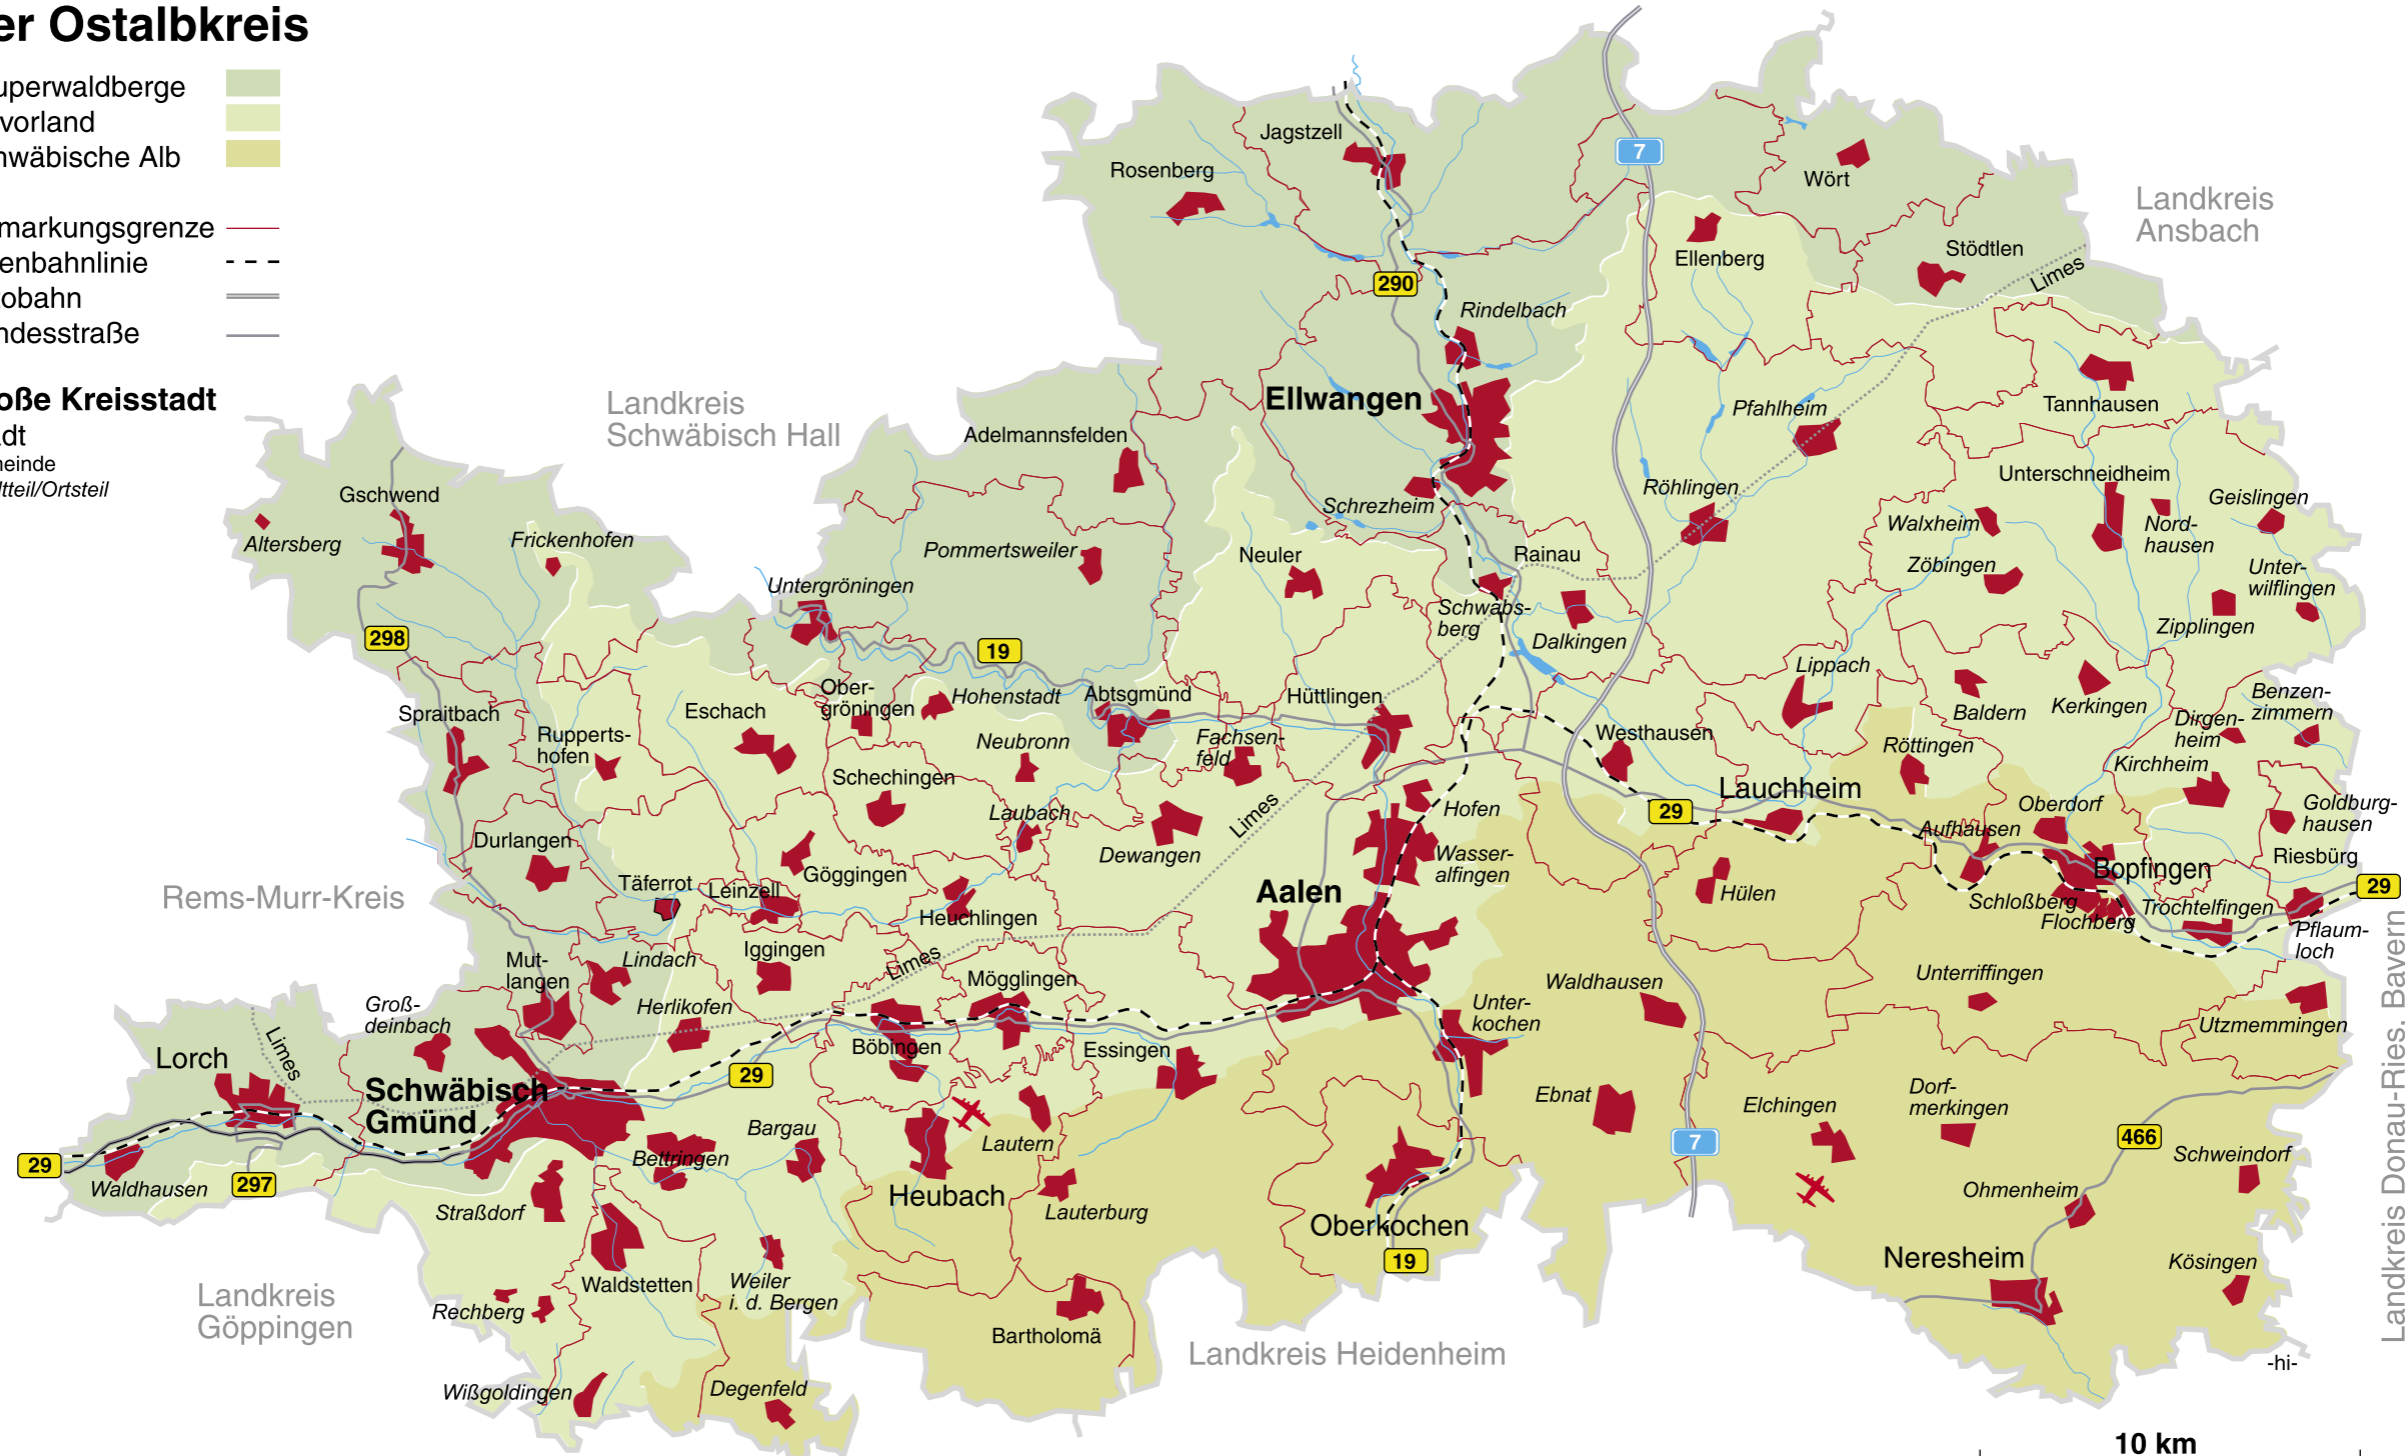 er Ostalbkreis
uperwaldberge
vorland
hwäbische Alb
markungsgrenze
enbahnlinie
tobahn
ndesstraße
oße Kreisstadt
adt
neinde
dtteil/Ortsteil
Landkreis
Schwäbisch Hall
Landkreis
Ansbach
Rems-Murr-Kreis
Landkreis
Göppingen
Landkreis Heidenheim
Landkreis Donau-Ries, Bayern
Jagstzell
Rosenberg
7
Wört
Ellenberg
Stödtlen
Limes
290
Rindelbach
Ellwangen
Pfahlheim
Tannhausen
Adelmannsfelden
Schrezheim
Röhlingen
Unterschneidheim
Geislingen
Walxheim
Nord-
hausen
Zöbingen
Unter-
wilflingen
Zipplingen
Gschwend
Altersberg
Frickenhofen
Pommertsweiler
Neuler
Rainau
Untergröningen
Schwabs-
berg
Dalkingen
298
19
Lippach
Baldern
Kerkingen
Benzen-
zimmern
Dirgen-
heim
Spraitbach
Ruppertshofen
Eschach
Ober-
gröningen
Hohenstadt
Abtsgmünd
Hüttlingen
Westhausen
Röttingen
Kirchheim
Neubronn
Fachsen-
feld
Schechingen
Lauchheim
29
Oberdorf
Goldburg-
hausen
Laubach
Limes
Hofen
Aufhausen
Durlangen
Dewangen
Wasser-
alfingen
Bopfingen
Riesbürg
29
Göggingen
Täferrot
Leinzell
Heuchlingen
Aalen
Hülen
Schloßberg
Flochberg
Trochtelfingen
Pflaum-
loch
Mut-
langen
Lindach
Iggingen
Limes
Mögglingen
Waldhausen
Unterriffingen
Utzmemmingen
Groß-
deinbach
Herlikofen
Unter-
kochen
Lorch
Limes
Böbingen
Essingen
Schwäbisch
Gmünd
29
Ebnat
Elchingen
Dorf-
merkingen
Bargau
Lautern
7
466
Schweindorf
29
Waldhausen
297
Bettringen
Heubach
Ohmenheim
Straßdorf
Lauterburg
Oberkochen
19
Neresheim
Kösingen
Waldstetten
Weiler
i. d. Bergen
Rechberg
Bartholomä
Wißgoldingen
Degenfeld
-hi-
10 km